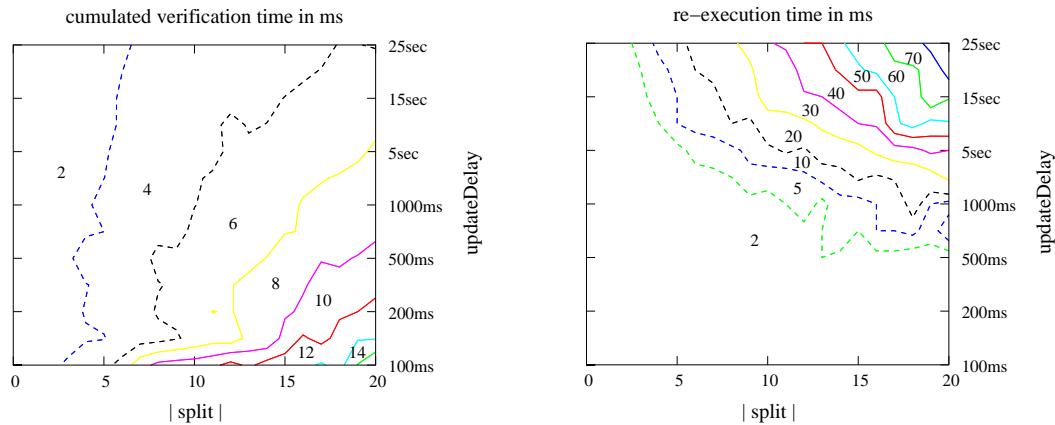 cumulated verification time in ms
25sec
15sec
5sec
1000ms
500ms
200ms
100ms
updateDelay
2
4
6
8
10
12
14
0
5
10
15
20
| split |
re−execution time in ms
25sec
15sec
5sec
1000ms
500ms
200ms
100ms
updateDelay
70
60
50
40
30
20
10
5
2
0
5
10
15
20
| split |